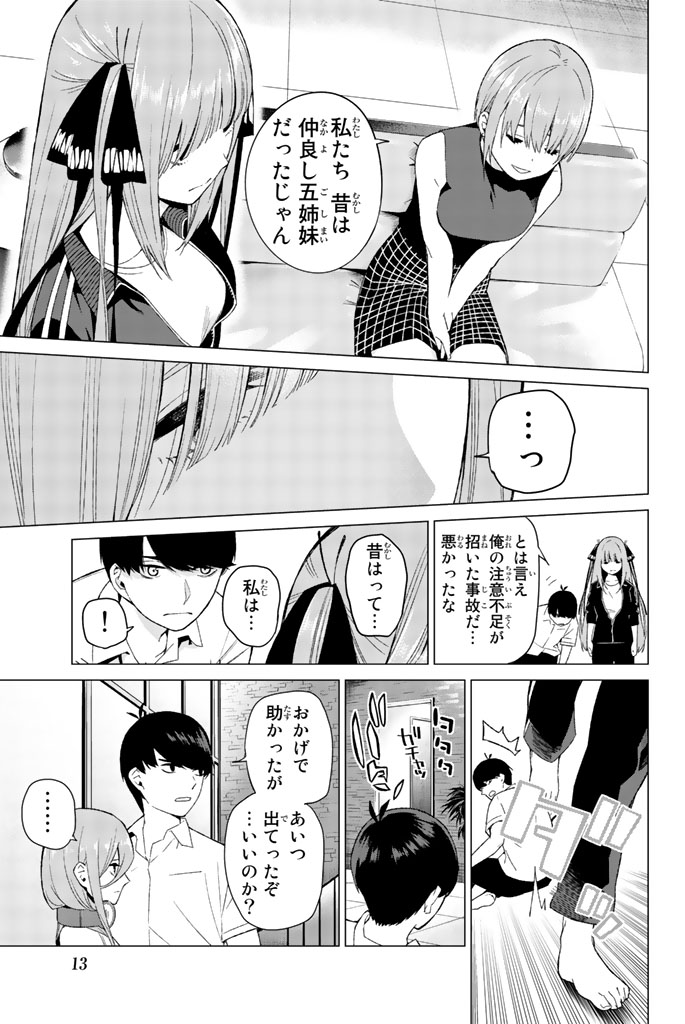 私たち 昔は
仲良し五姉妹
だったじゃん
…っ
とは言え
俺の注意不足が
招いた事故だ…
悪かったな
昔はって…
私は…
！
ダッ
ガチャッ
おかげで
助かったが
あいつ
出てったぞ
…いいのか？
……
13